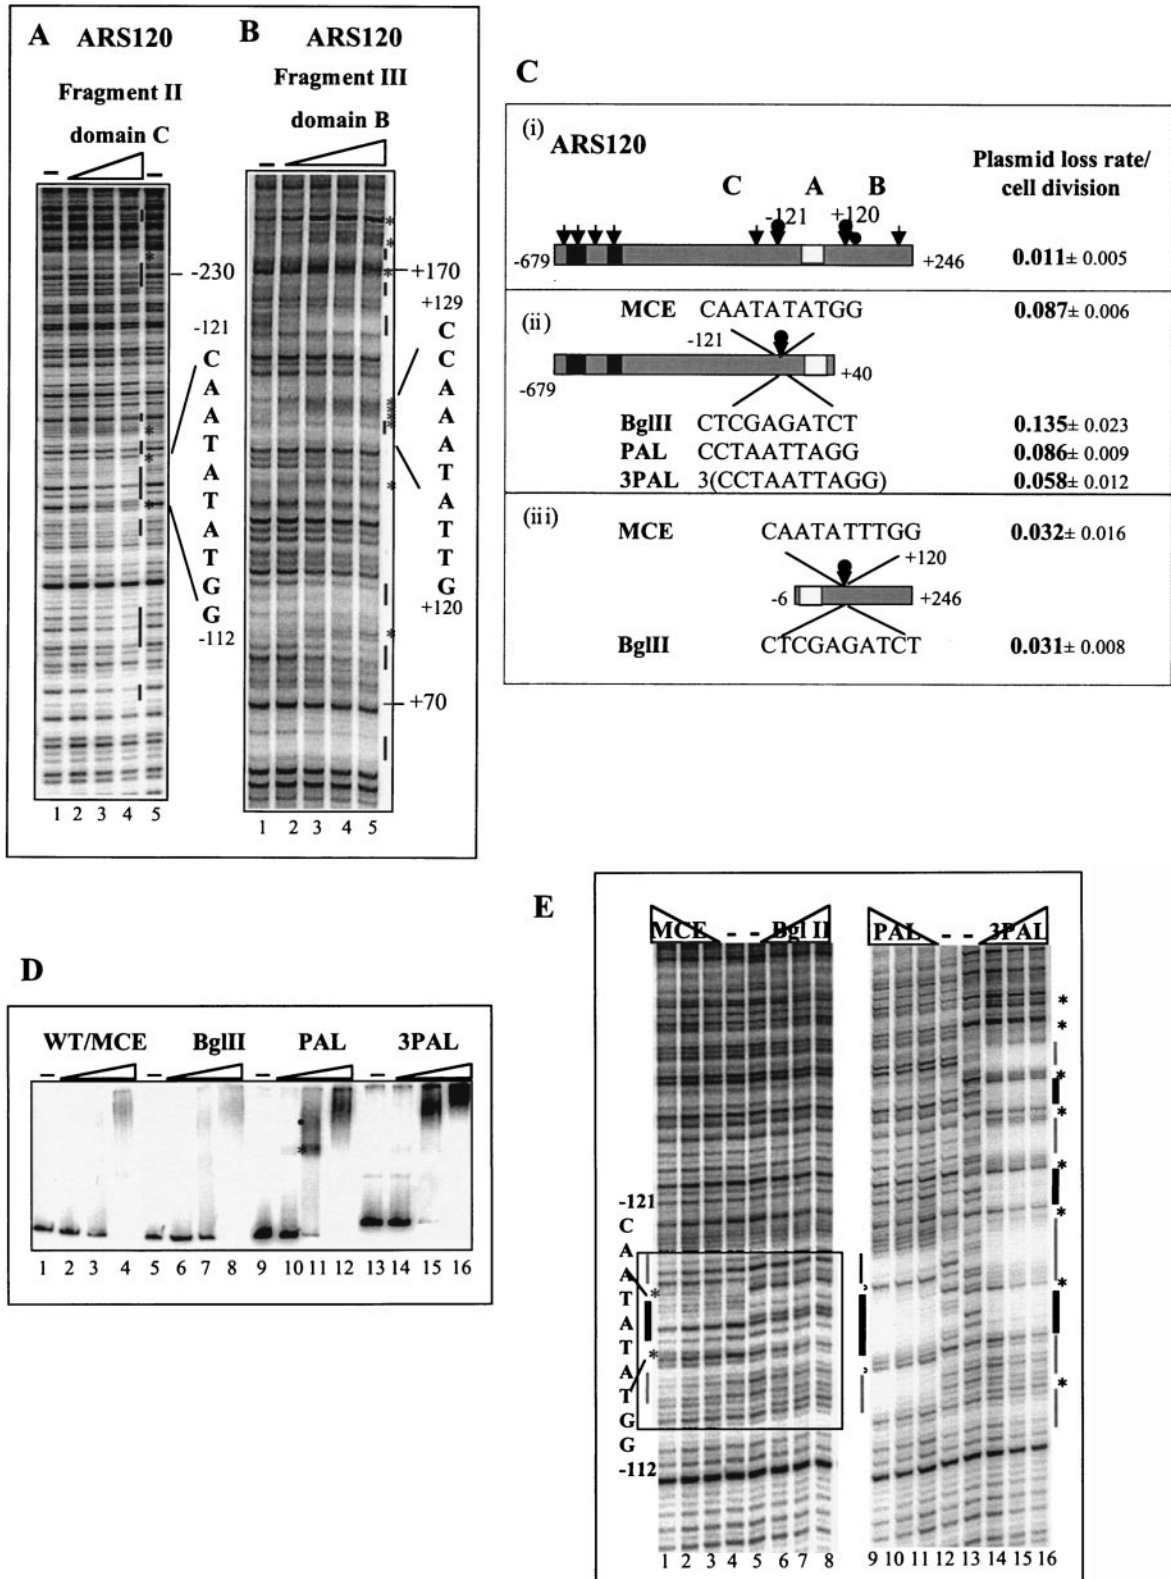 A ARS120
Fragment II
domain C
–
–
-230
-121
C
A
A
T
A
T
A
T
G
G
-112
1 2 3 4 5
B ARS120
Fragment III
domain B
–
*
*
*
+170
+129
C
C
A
A
A
T
A
T
T
G
+120
*
*
+70
1 2 3 4 5
C
(i) ARS120
Plasmid loss rate/
cell division
C A B
-121 +120
-679 +246 0.011± 0.005
(ii) MCE CAATATATGG 0.087± 0.006
-121
-679 +40
BglII CTCGAGATCT 0.135± 0.023
PAL CCTAATTAGG 0.086± 0.009
3PAL 3(CCTAATTAGG) 0.058± 0.012
(iii) MCE CAATATTTGG 0.032± 0.016
+120
-6 +246
BglII CTCGAGATCT 0.031± 0.008
D
WT/MCE BglII PAL 3PAL
– – – –
*
1 2 3 4 5 6 7 8 9 10 11 12 13 14 15 16
E
MCE – – Bgl II PAL – – 3PAL
-121
C
A
A
T
A
T
A
T
G
G
-112
1 2 3 4 5 6 7 8 9 10 11 12 13 14 15 16